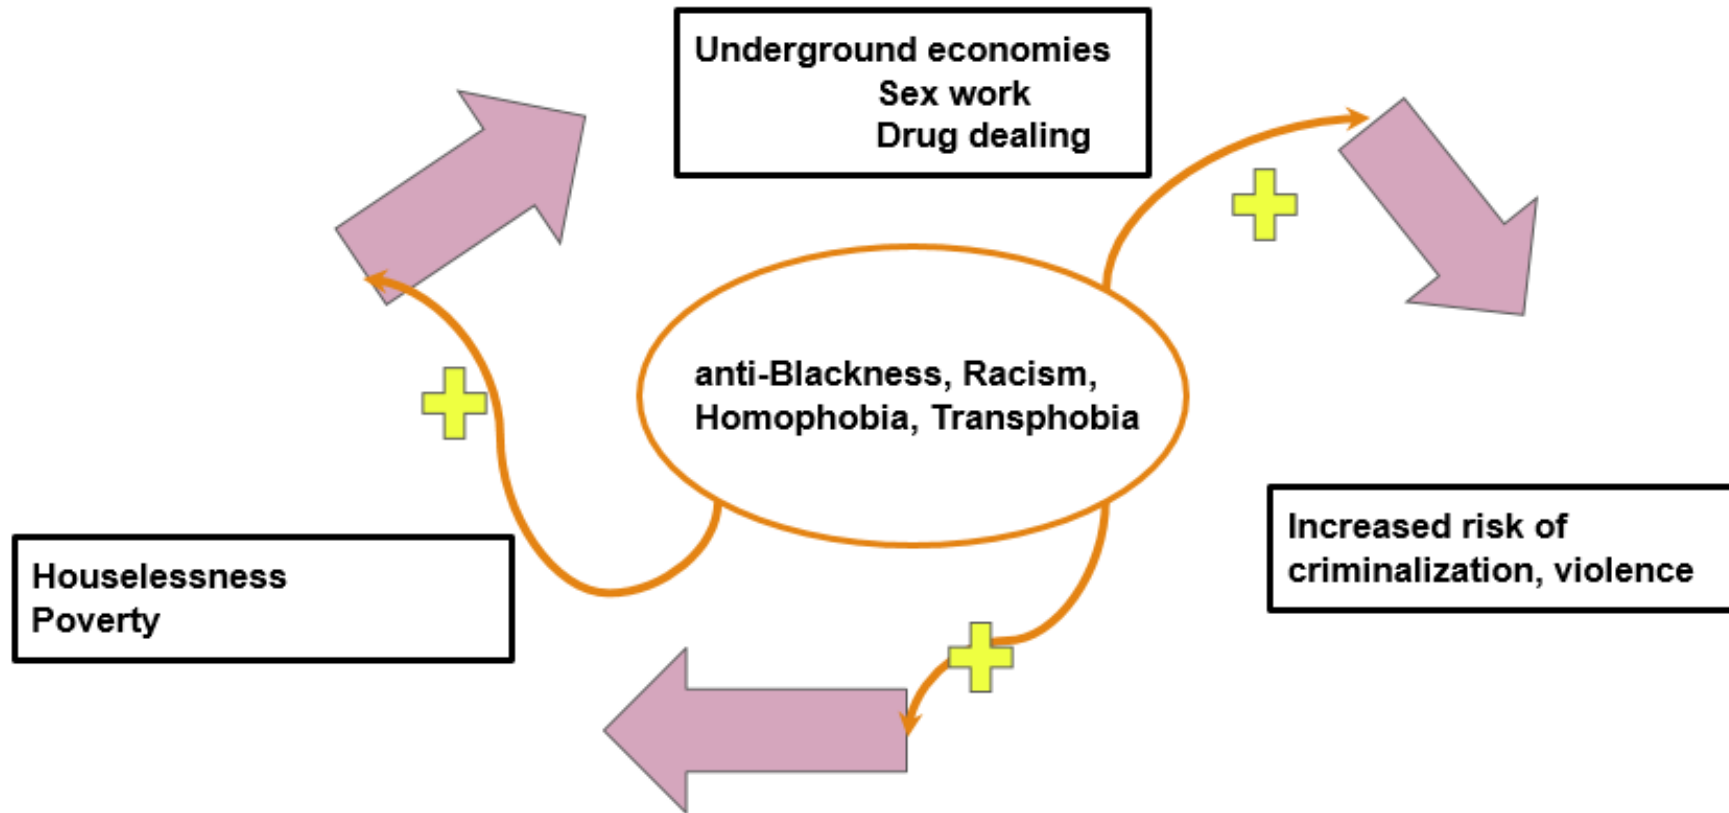 Underground economies
Sex work
Drug dealing
anti-Blackness, Racism,
Homophobia, Transphobia
Increased risk of
criminalization, violence
Houselessness
Poverty